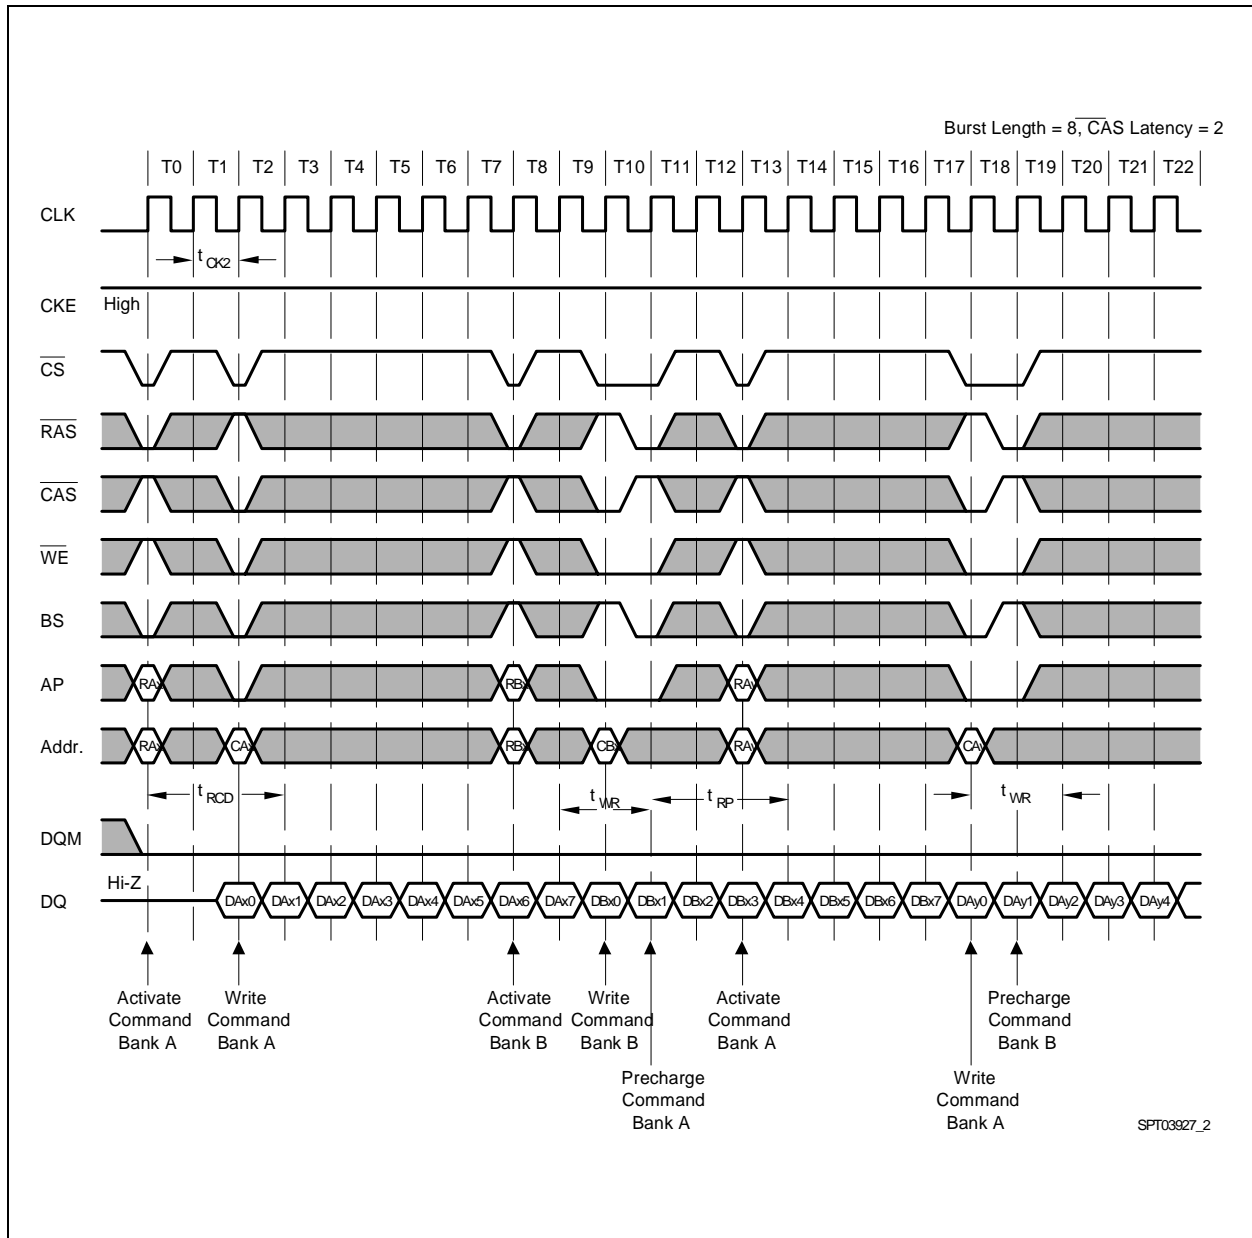 Burst Length = 8, CAS Latency = 2
T0 T1 T2 T3 T4 T5 T6 T7 T8 T9 T10 T11 T12 T13 T14 T15 T16 T17 T18 T19 T20 T21 T22
CLK
t CK2
CKE High
CS
RAS
CAS
WE
BS
AP RAx RBx RAy
Addr. RAx CAx RBx CBx RAy CAy
t RCD t WR t RP t WR
DQM
Hi-Z
DQ DAx0 DAx1 DAx2 DAx3 DAx4 DAx5 DAx6 DAx7 DBx0 DBx1 DBx2 DBx3 DBx4 DBx5 DBx6 DBx7 DAy0 DAy1 DAy2 DAy3 DAy4
Activate
Command
Bank A
Write
Command
Bank A
Activate
Command
Bank B
Write
Command
Bank B
Precharge
Command
Bank A
Activate
Command
Bank A
Write
Command
Bank A
Precharge
Command
Bank B
SPT03927_2